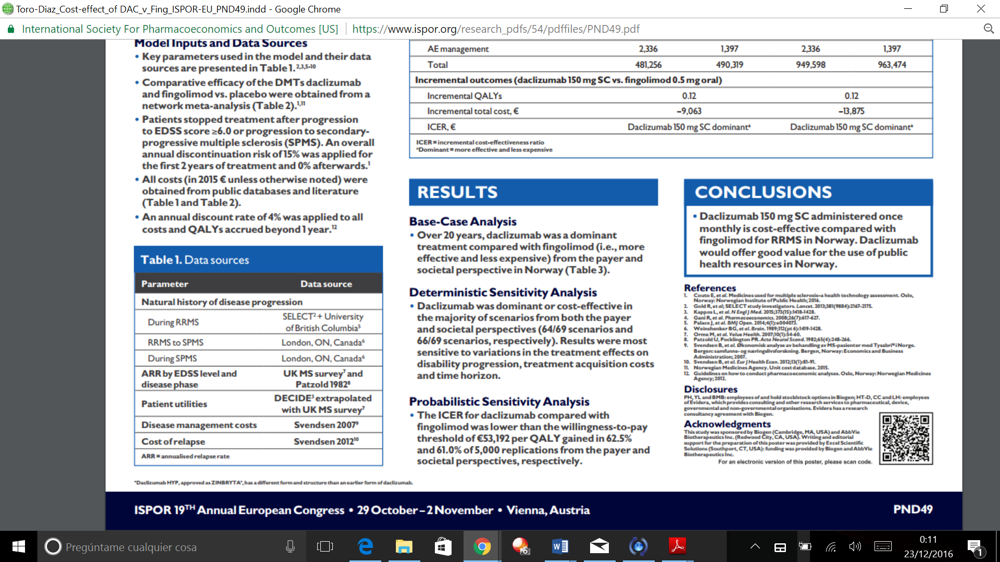 Toro-Diaz_Cost-effect_of DAC_v_Fing_ISPOR-EU_PND49.indd - Google Chrome
International Society For Pharmacoeconomics and Outcomes [US]
https://www.ispor.org/research_pdfs/54/pdffiles/PND49.pdf
Model Inputs and Data Sources
• Key parameters used in the model and their data
sources are presented in Table 1.2,3,5-10
• Comparative efficacy of the DMTs daclizumab
and fingolimod vs. placebo were obtained from a
network meta-analysis (Table 2).1,11
• Patients stopped treatment after progression
to EDSS score ≥6.0 or progression to secondary-
progressive multiple sclerosis (SPMS). An overall
annual discontinuation risk of 15% was applied for
the first 2 years of treatment and 0% afterwards.1
• All costs (in 2015 € unless otherwise noted) were
obtained from public databases and literature
(Table 1 and Table 2).
• An annual discount rate of 4% was applied to all
costs and QALYs accrued beyond 1 year.12
Table 1. Data sources
Parameter Data source
Natural history of disease progression
During RRMS SELECT2 + University
of British Columbia5
RRMS to SPMS London, ON, Canada6
During SPMS London, ON, Canada6
ARR by EDSS level and UK MS survey7 and
disease phase Patzold 19828
Patient utilities DECIDE3 extrapolated
with UK MS survey7
Disease management costs Svendsen 20079
Cost of relapse Svendsen 201210
ARR = annualised relapse rate
AE management 2,336 1,397 2,336 1,397
Total 481,256 490,319 949,598 963,474
Incremental outcomes (daclizumab 150 mg SC vs. fingolimod 0.5 mg oral)
Incremental QALYs 0.12 0.12
Incremental total cost, € –9,063 –13,875
ICER, € Daclizumab 150 mg SC dominanta Daclizumab 150 mg SC dominanta
ICER = incremental cost-effectiveness ratio
aDominant = more effective and less expensive
RESULTS
Base-Case Analysis
• Over 20 years, daclizumab was a dominant
treatment compared with fingolimod (i.e., more
effective and less expensive) from the payer and
societal perspective in Norway (Table 3).
Deterministic Sensitivity Analysis
• Daclizumab was dominant or cost-effective in
the majority of scenarios from both the payer
and societal perspectives (64/69 scenarios and
66/69 scenarios, respectively). Results were most
sensitive to variations in the treatment effects on
disability progression, treatment acquisition costs
and time horizon.
Probabilistic Sensitivity Analysis
• The ICER for daclizumab compared with
fingolimod was lower than the willingness-to-pay
threshold of €53,192 per QALY gained in 62.5%
and 61.0% of 5,000 replications from the payer and
societal perspectives, respectively.
CONCLUSIONS
• Daclizumab 150 mg SC administered once
monthly is cost-effective compared with
fingolimod for RRMS in Norway. Daclizumab
would offer good value for the use of public
health resources in Norway.
References
1. Couto E, et al. Medicines used for multiple sclerosis–a health technology assessment. Oslo,
Norway: Norwegian Institute of Public Health; 2016.
2. Gold R, et al; SELECT study investigators. Lancet. 2013;381(9884):2167-2175.
3. Kappos L, et al. N Engl J Med. 2015;373(15):1418-1428.
4. Gani R, et al. Pharmacoeconomics. 2008;26(7):617-627.
5. Palace J, et al. BMJ Open. 2014;4(1):e004073.
6. Weinshenker BG, et al. Brain. 1989;112(pt 6):1419-1428.
7. Orme M, et al. Value Health. 2007;10(1):54-60.
8. Patzold U, Pocklington PR. Acta Neurol Scand. 1982;65(4):248-266.
9. Svendsen B, et al. Økonomisk analyse av behandling av MS-pasienter med Tysabri® i Norge.
Bergen: samfunns- og næringslivsforskning. Bergen, Norway: Economics and Business
Administration; 2007.
10. Svendsen B, et al. Eur J Health Econ. 2012;13(1):81-91.
11. Norwegian Medicines Agency. Unit cost database. 2015.
12. Guidelines on how to conduct pharmacoeconomic analyses. Oslo, Norway: Norwegian Medicines
Agency; 2012.
Disclosures
PH, YL and BMB: employees of and hold stock/stock options in Biogen; HT-D, CC and LH: employees
of Evidera, which provides consulting and other research services to pharmaceutical, device,
governmental and non-governmental organisations. Evidera has a research
consultancy agreement with Biogen.
Acknowledgments
This study was sponsored by Biogen (Cambridge, MA, USA) and AbbVie
Biotherapeutics Inc. (Redwood City, CA, USA). Writing and editorial
support for the preparation of this poster was provided by Excel Scientific
Solutions (Southport, CT, USA): funding was provided by Biogen and AbbVie
Biotherapeutics Inc.
For an electronic version of this poster, please scan code.
*Daclizumab HYP, approved as ZINBRYTA*, has a different form and structure than an earlier form of daclizumab.
ISPOR 19TH Annual European Congress • 29 October – 2 November • Vienna, Austria
PND49
Pregúntame cualquier cosa
0:11
23/12/2016
1